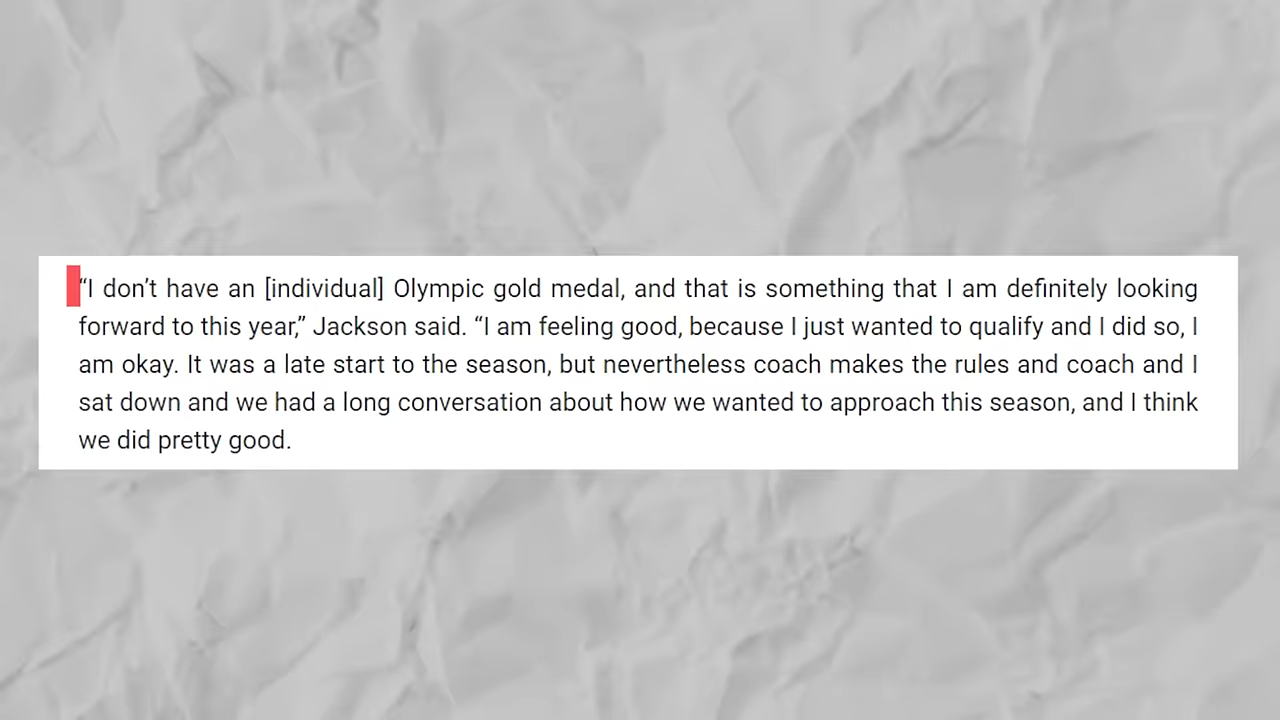 “I don’t have an [individual] Olympic gold medal, and that is something that I am definitely looking
forward to this year,” Jackson said. “I am feeling good, because I just wanted to qualify and I did so, I
am okay. It was a late start to the season, but nevertheless coach makes the rules and coach and I
sat down and we had a long conversation about how we wanted to approach this season, and I think
we did pretty good.